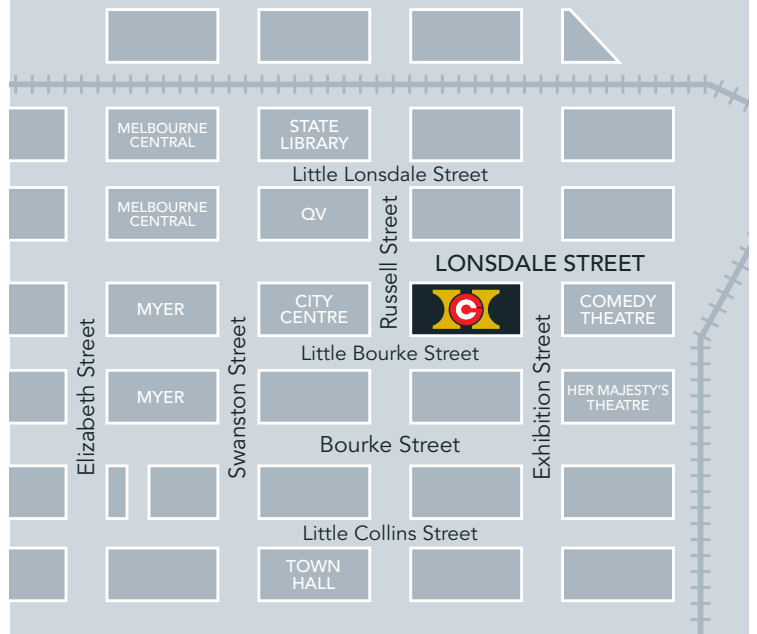 MELBOURNE
CENTRAL
STATE
LIBRARY
Little Lonsdale Street
MELBOURNE
CENTRAL
QV
Russell Street
LONSDALE STREET
MYER
CITY
CENTRE
C
COMEDY
THEATRE
Elizabeth Street
Swanston Street
Little Bourke Street
Exhibition Street
MYER
HER MAJESTY'S
THEATRE
Bourke Street
Little Collins Street
TOWN
HALL